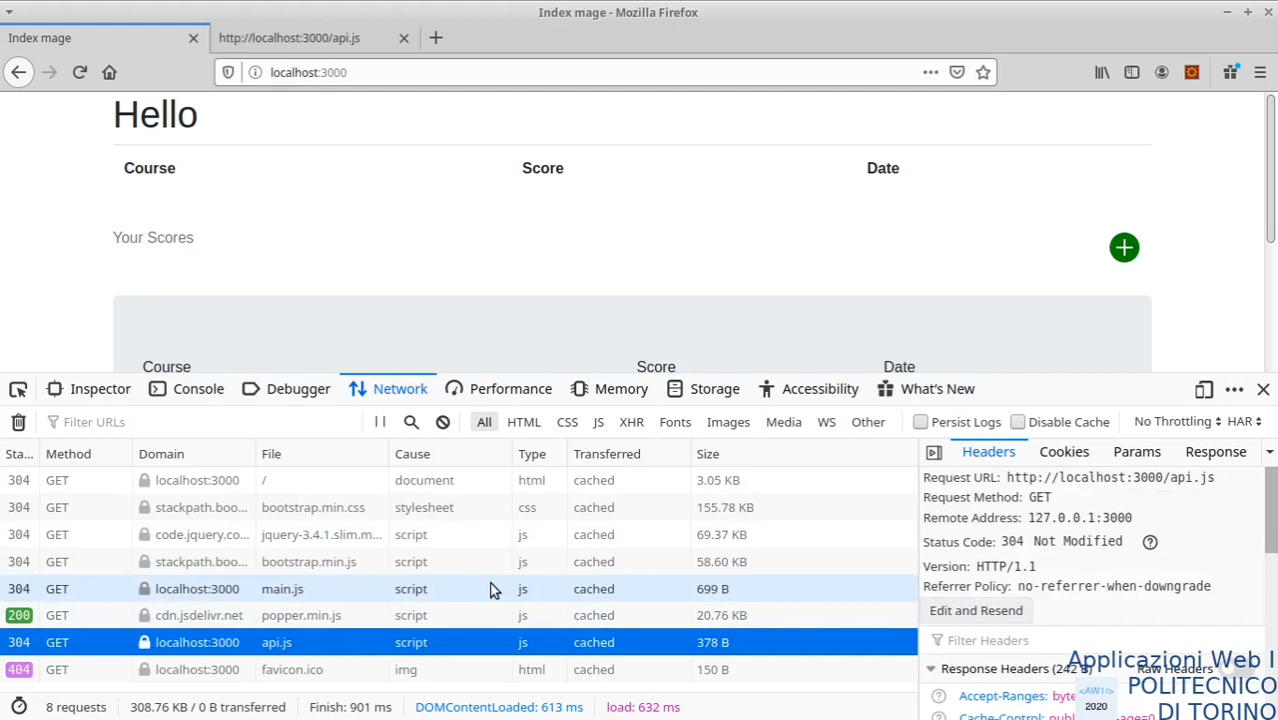 Index mage - Mozilla Firefox
Index mage
http://localhost:3000/api.js
localhost:3000
Hello
Course Score Date
Your Scores
Course Score Date
Inspector Console Debugger Network Performance Memory Storage Accessibility What's New
Filter URLs All HTML CSS JS XHR Fonts Images Media WS Other Persist Logs Disable Cache No Throttling HAR
Sta... Method Domain File Cause Type Transferred Size
304 GET localhost:3000 / document html cached 3.05 KB
304 GET stackpath.boo... bootstrap.min.css stylesheet css cached 155.78 KB
304 GET code.jquery.co... jquery-3.4.1.slim.m... script js cached 69.37 KB
304 GET stackpath.boo... bootstrap.min.js script js cached 58.60 KB
304 GET localhost:3000 main.js script js cached 699 B
200 GET cdn.jsdelivr.net popper.min.js script js cached 20.76 KB
304 GET localhost:3000 api.js script js cached 378 B
404 GET localhost:3000 favicon.ico img html cached 150 B
8 requests 308.76 KB / 0 B transferred Finish: 901 ms DOMContentLoaded: 613 ms load: 632 ms
Headers Cookies Params Response
Request URL: http://localhost:3000/api.js
Request Method: GET
Remote Address: 127.0.0.1:3000
Status Code: 304 Not Modified
Version: HTTP/1.1
Referrer Policy: no-referrer-when-downgrade
Edit and Resend
Filter Headers
Response Headers (242 B) Raw Headers
Accept-Ranges:
Cache-Control:
Applicazioni Web I
POLITECNICO
DI TORINO
<AW1/>
2020